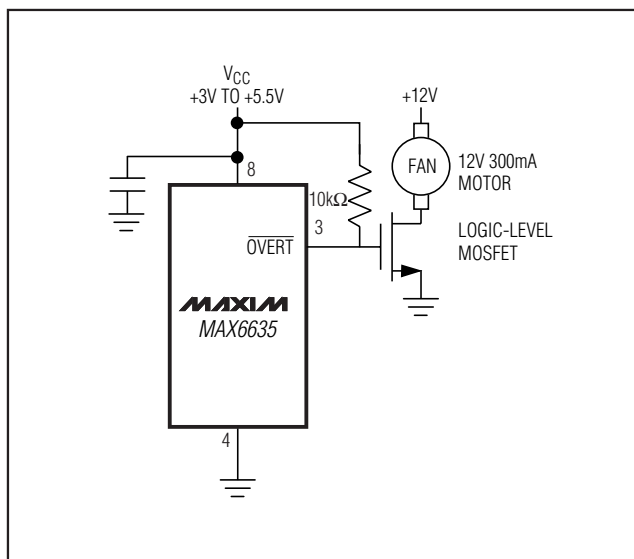 VCC
+3V TO +5.5V
+12V
8
FAN
12V 300mA
MOTOR
10kΩ
3
OVERT
LOGIC-LEVEL
MOSFET
MAXIM
MAX6635
4